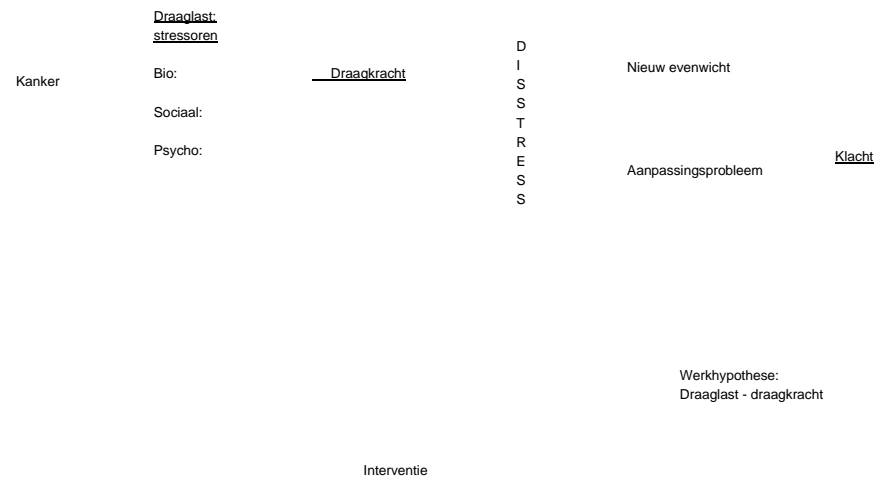 Draaglast:
stressoren
Kanker
Bio:
Draagkracht
Sociaal:
Psycho:
D
I
S
S
T
R
E
S
S
Nieuw evenwicht
Aanpassingsprobleem
Klacht
Werkhypothese:
Draaglast - draagkracht
Interventie